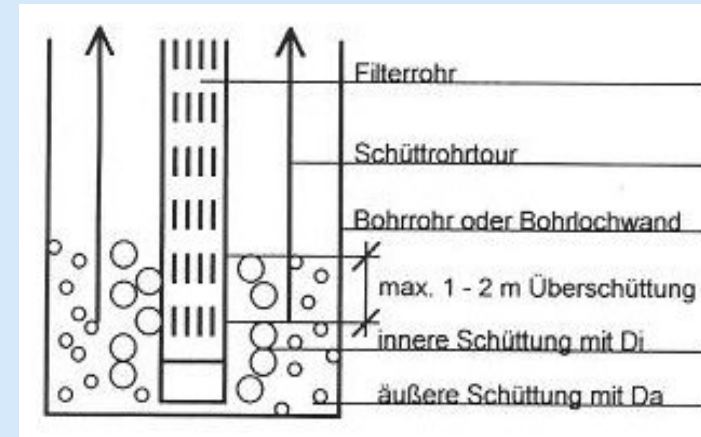 Filterrohr
Schüttrohrtour
Bohrrohr oder Bohrlochwand
max. 1 - 2 m Überschüttung
innere Schüttung mit Di
äußere Schüttung mit Da